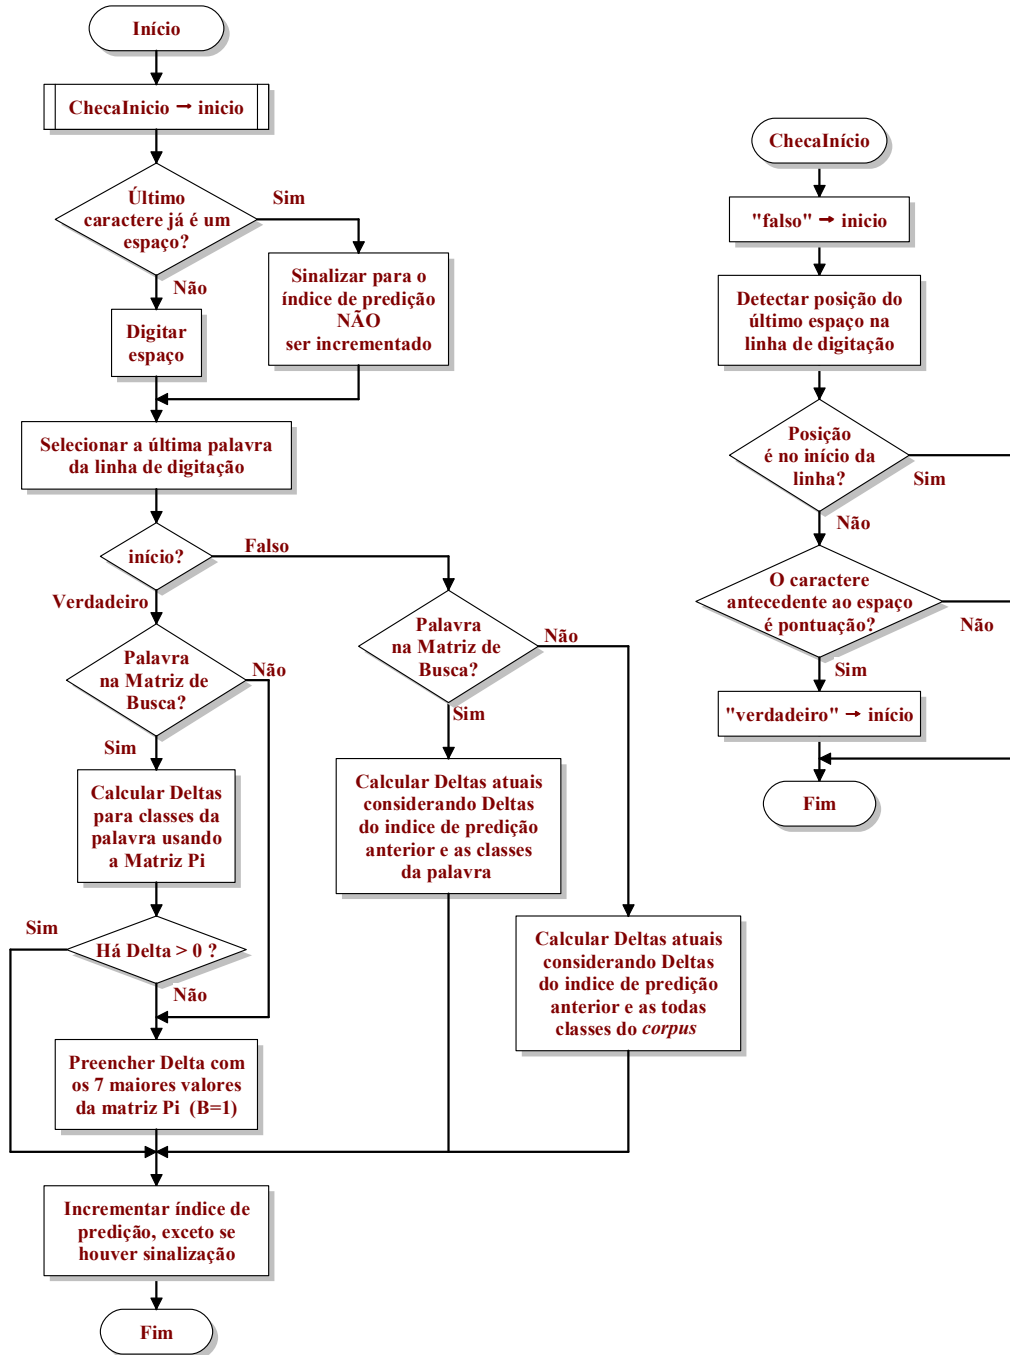 Início
ChecaInicio → inicio
Último
caractere já é um
espaço?
Sim
Não
Sinalizar para o
índice de predição
NÃO
ser incrementado
Digitar
espaço
Selecionar a última palavra
da linha de digitação
início?
Falso
Verdadeiro
Palavra
na Matriz de
Busca?
Não
Sim
Calcular Deltas
para classes da
palavra usando
a Matriz Pi
Há Delta > 0 ?
Sim
Não
Preencher Delta com
os 7 maiores valores
da matriz Pi (B=1)
Palavra
na Matriz de
Busca?
Não
Sim
Calcular Deltas atuais
considerando Deltas
do indice de predição
anterior e as classes
da palavra
Calcular Deltas atuais
considerando Deltas
do indice de predição
anterior e as todas
classes do corpus
Incrementar índice de
predição, exceto se
houver sinalização
Fim
ChecaInício
"falso" → inicio
Detectar posição do
último espaço na
linha de digitação
Posição
é no início da
linha?
Sim
Não
O caractere
antecedente ao espaço
é pontuação?
Não
Sim
"verdadeiro" → início
Fim